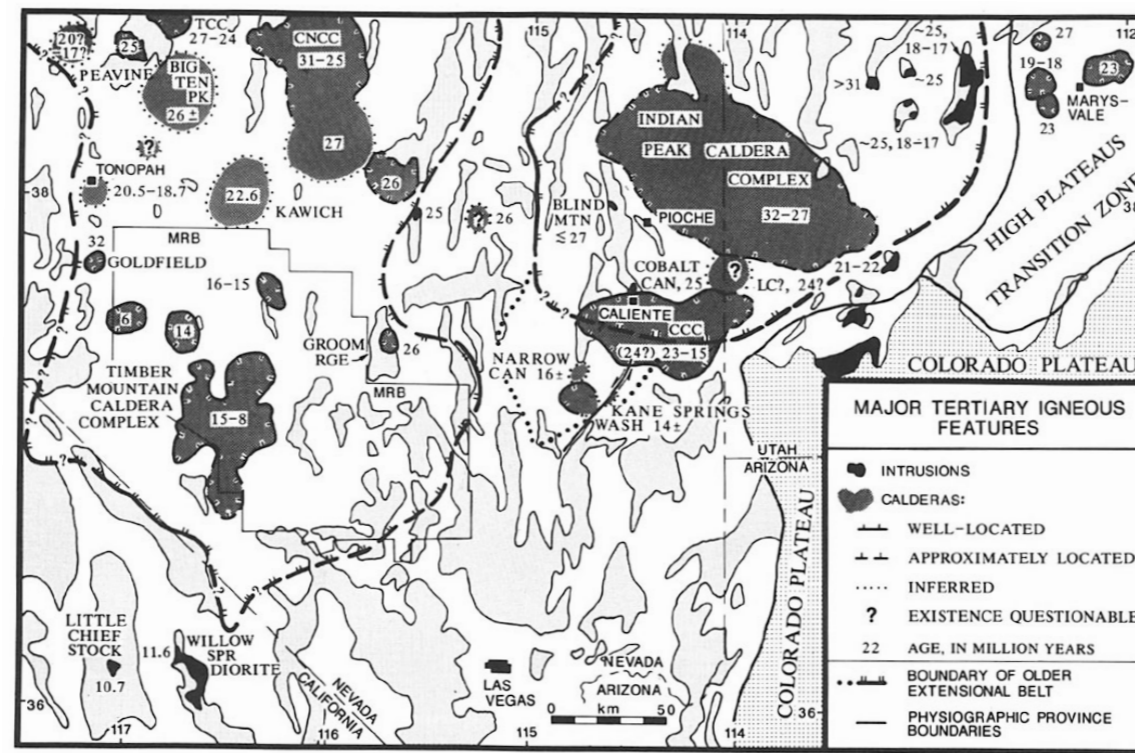 20?
=17?
25
PEAVINE
TCC
27-24
BIG
TEN
PK
26 ±
CNCC
31-25
27
115
114
112
INDIAN
PEAK CALDERA
COMPLEX
32-27
>31
~25,
18-17
~25
~25, 18-17
27
19-18
23
23
MARYS-
VALE
HIGH PLATEAUS
TRANSITION ZONE
?
TONOPAH
20.5-18.7
38
22.6
KAWICH
26
25
?
26
BLIND
MTN
≤27
PIOCHE
38
MRB
32
GOLDFIELD
16-15
6
14
TIMBER
MOUNTAIN
CALDERA
COMPLEX
15-8
GROOM
RGE
26
MRB
COBALT
CAN, 25
?
LC?, 24?
21-22
CALIENTE
CCC
(24?) 23-15
NARROW
CAN 16±
KANE SPRINGS
WASH 14±
COLORADO PLATEAU
UTAH
ARIZONA
COLORADO PLATEAU
MAJOR TERTIARY IGNEOUS
FEATURES
INTRUSIONS
CALDERAS:
WELL-LOCATED
APPROXIMATELY LOCATED
INFERRED
? EXISTENCE QUESTIONABLE
22 AGE, IN MILLION YEARS
BOUNDARY OF OLDER
EXTENSIONAL BELT
PHYSIOGRAPHIC PROVINCE
BOUNDARIES
LITTLE
CHIEF
STOCK
10.7
11.6
WILLOW
SPR
DIORITE
NEVADA
CALIFORNIA
LAS
VEGAS
NEVADA
ARIZONA
0 km 50
36
36
117
116
115
114